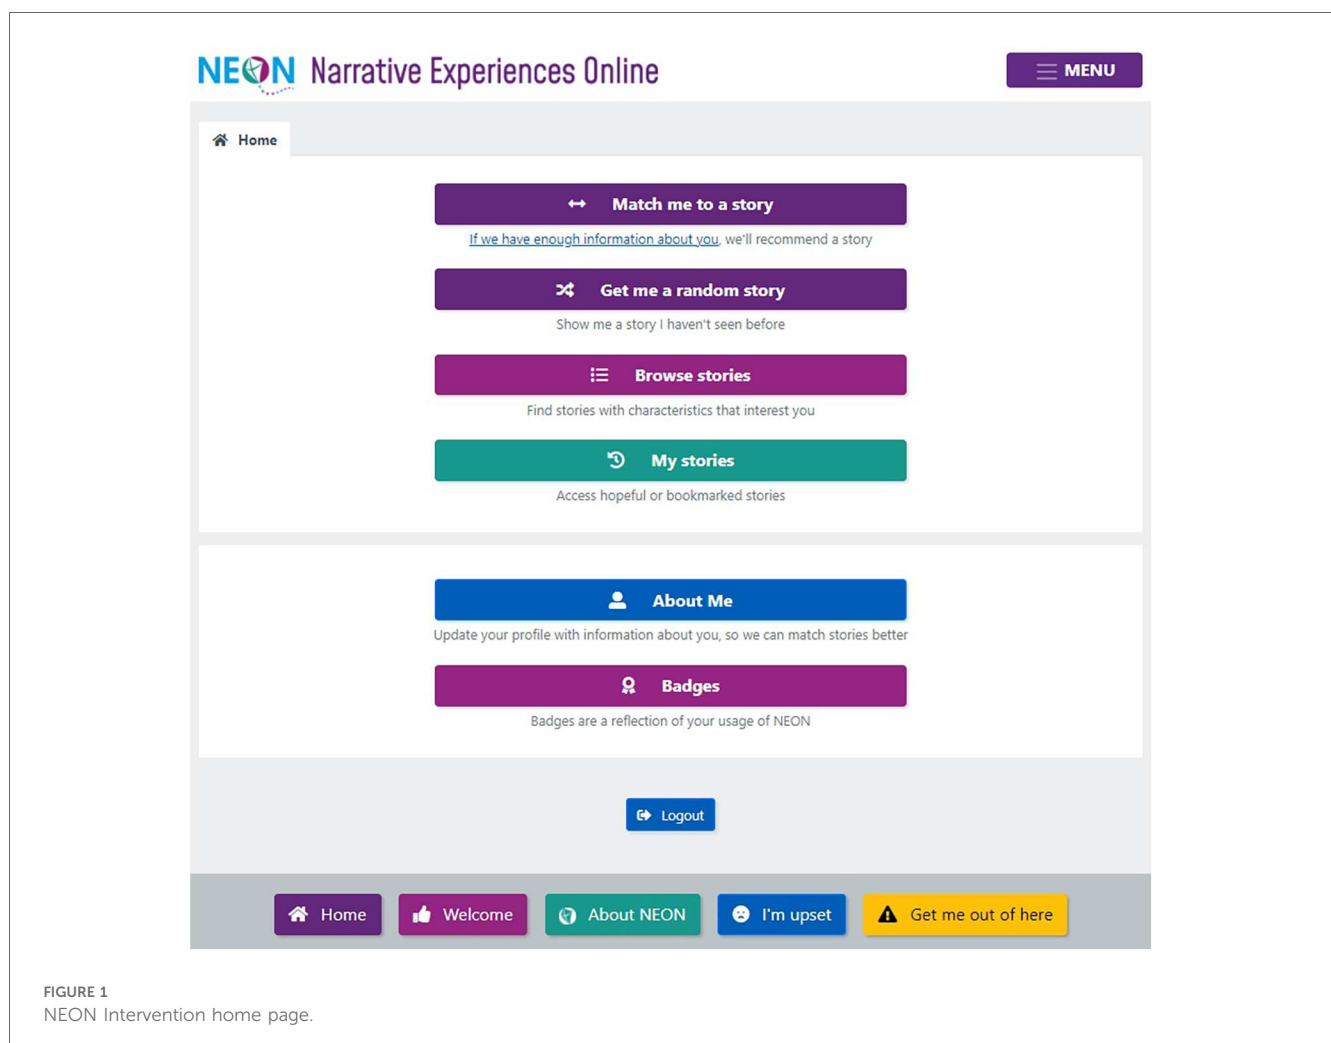 NEON Narrative Experiences Online
MENU
Home
Match me to a story
If we have enough information about you, we'll recommend a story
Get me a random story
Show me a story I haven't seen before
Browse stories
Find stories with characteristics that interest you
My stories
Access hopeful or bookmarked stories
About Me
Update your profile with information about you, so we can match stories better
Badges
Badges are a reflection of your usage of NEON
Logout
Home Welcome About NEON I'm upset Get me out of here
FIGURE 1
NEON Intervention home page.